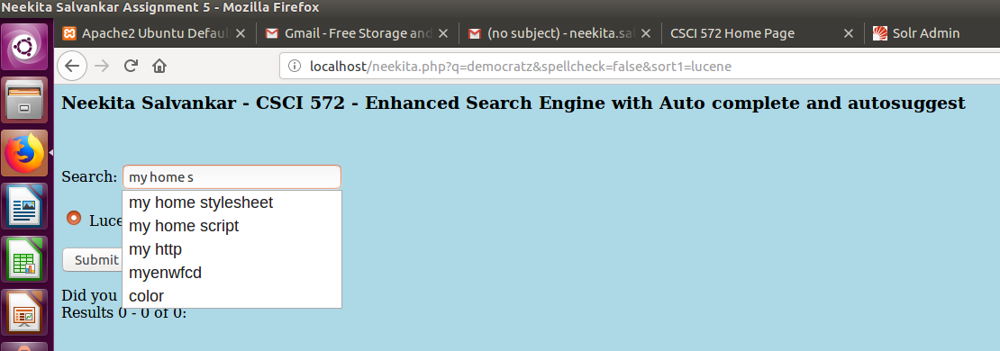 Neekita Salvankar Assignment 5 - Mozilla Firefox
Apache2 Ubuntu Defaul
Gmail - Free Storage and
(no subject) - neekita.sal
CSCI 572 Home Page
Solr Admin
localhost/neekita.php?q=democratz&spellcheck=false&sort1=lucene
Neekita Salvankar - CSCI 572 - Enhanced Search Engine with Auto complete and autosuggest
Search: my home s
my home stylesheet
Luce
my home script
my http
Submit
myenwfcd
Did you
color
Results 0 - 0 of 0: